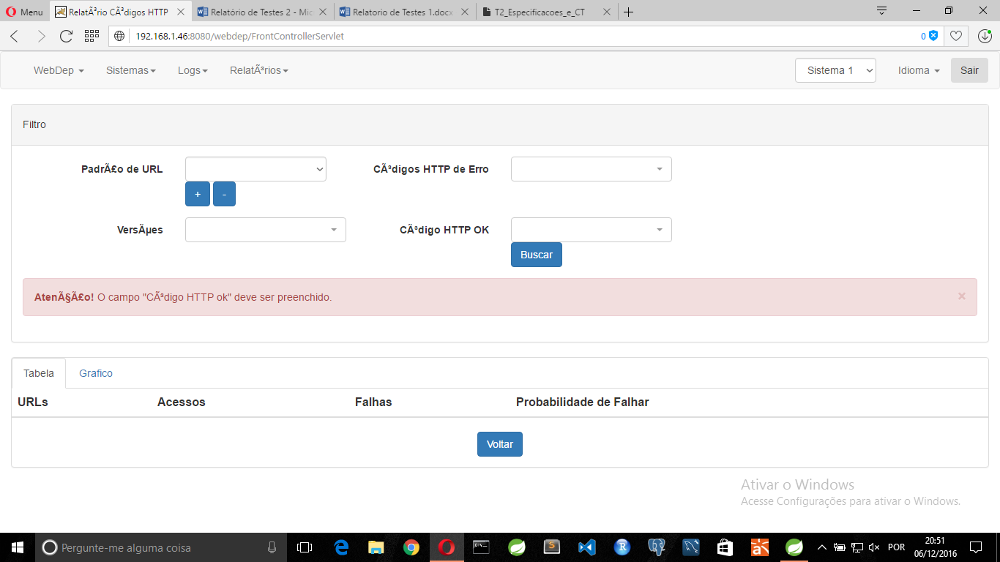 Menu
RelatÃ³rio CÃ³digos HTTP
Relatório de Testes 2 - Mic
Relatorio de Testes 1.docx
T2_Especificacoes_e_CT
192.168.1.46:8080/webdep/FrontControllerServlet
0
WebDep
Sistemas
Logs
RelatÃ³rios
Sistema 1
Idioma
Sair
Filtro
PadrÃ£o de URL
CÃ³digos HTTP de Erro
+ -
VersÃµes
CÃ³digo HTTP OK
Buscar
AtenÃ§Ã£o! O campo "CÃ³digo HTTP ok" deve ser preenchido.
×
Tabela
Grafico
URLs Acessos Falhas Probabilidade de Falhar
Voltar
Ativar o Windows
Acesse Configurações para ativar o Windows.
Pergunte-me alguma coisa
POR
20:51
06/12/2016